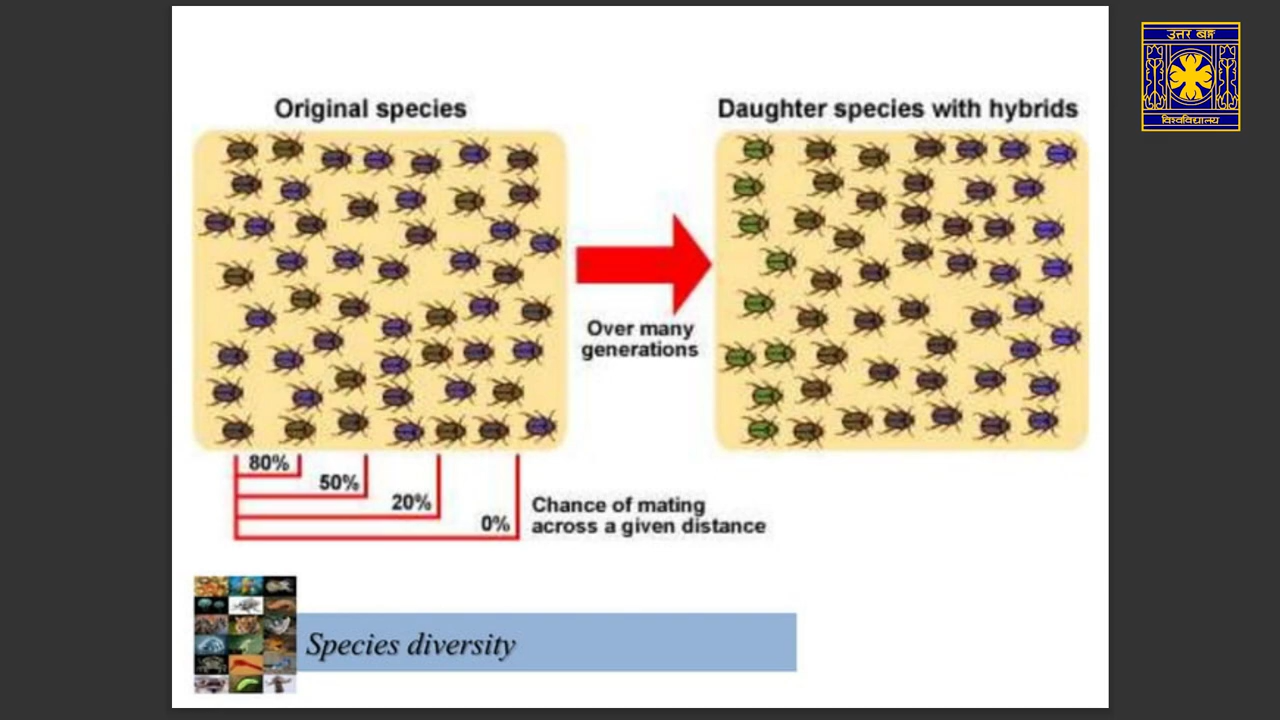 उत्तर बङ्ग
विश्वविद्यालय
Original species
Daughter species with hybrids
Over many
generations
80%
50%
20%
0%
Chance of mating
across a given distance
Species diversity